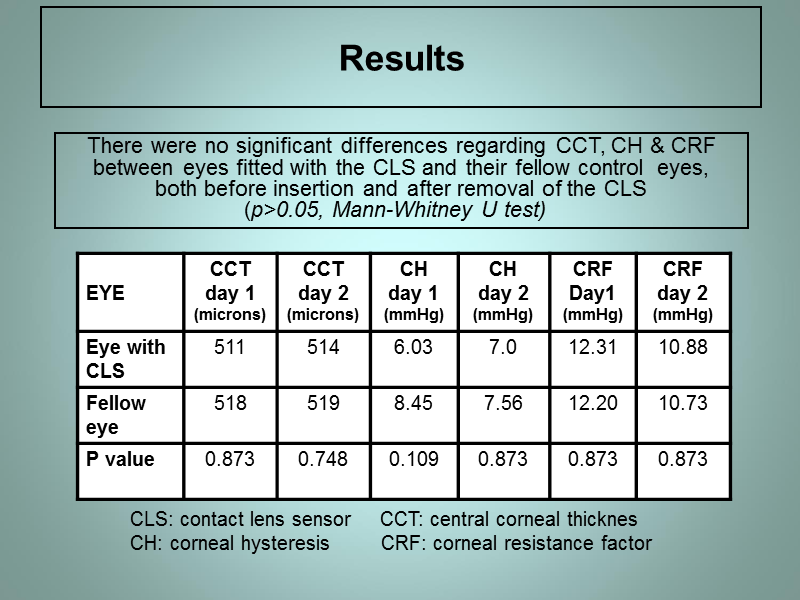 Results
There were no significant differences regarding CCT, CH & CRF
between eyes fitted with the CLS and their fellow control eyes,
both before insertion and after removal of the CLS
(p>0.05, Mann-Whitney U test)
EYE CCT day 1 (microns) CCT day 2 (microns) CH day 1 (mmHg) CH day 2 (mmHg) CRF Day1 (mmHg) CRF day 2 (mmHg)
Eye with CLS 511 514 6.03 7.0 12.31 10.88
Fellow eye 518 519 8.45 7.56 12.20 10.73
P value 0.873 0.748 0.109 0.873 0.873 0.873
CLS: contact lens sensor CCT: central corneal thicknes
CH: corneal hysteresis CRF: corneal resistance factor